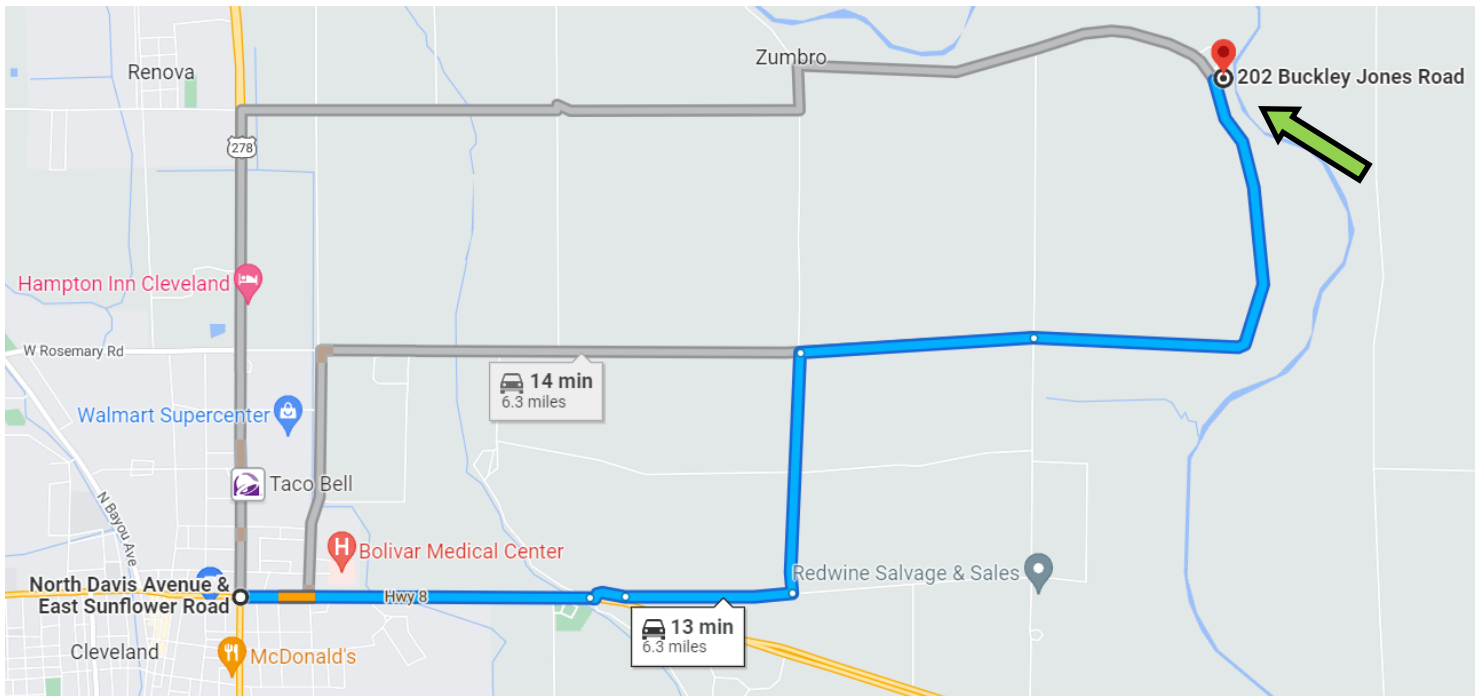 Renova
Zumbro
202 Buckley Jones Road
278
Hampton Inn Cleveland
W Rosemary Rd
14 min
6.3 miles
Walmart Supercenter
Taco Bell
N Bayou Ave
H
Bolivar Medical Center
North Davis Avenue &
East Sunflower Road
Hwy 8
Redwine Salvage & Sales
13 min
6.3 miles
Cleveland
McDonald's